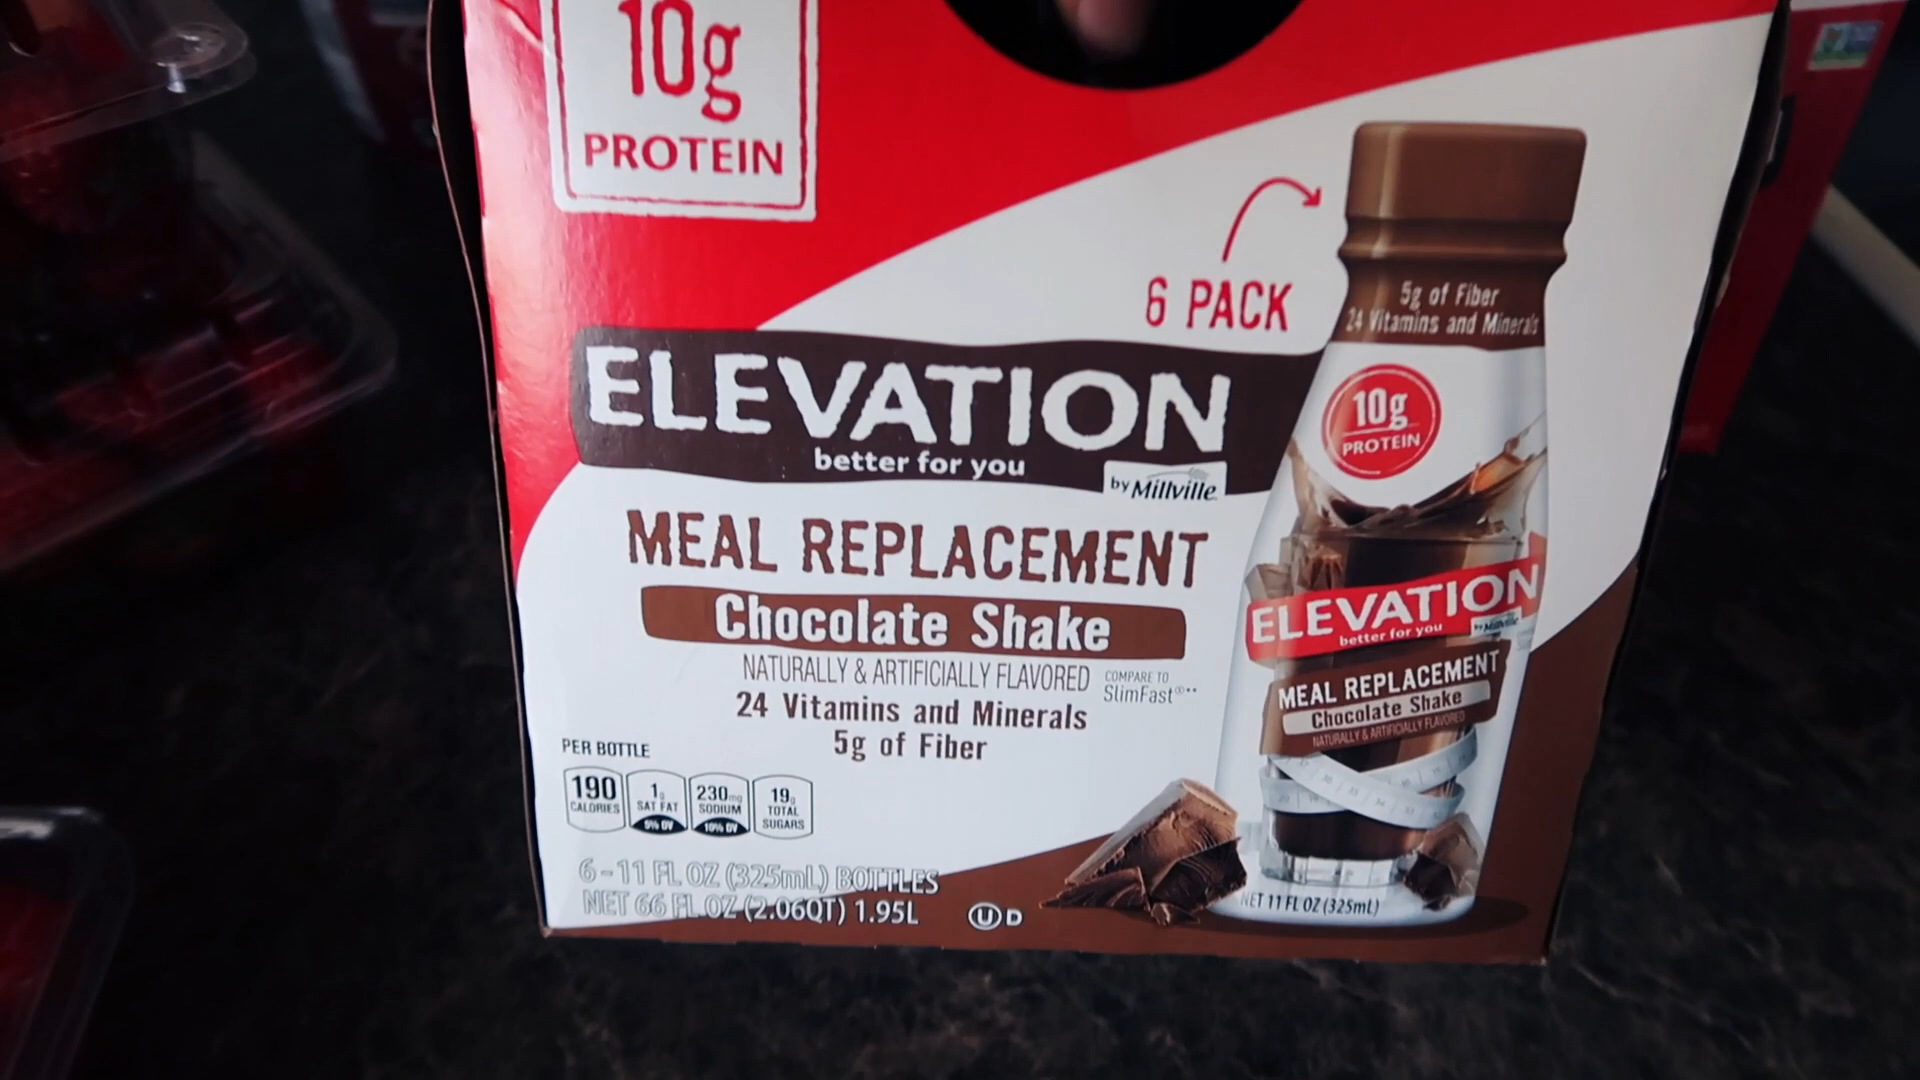 10g
PROTEIN
6 PACK
ELEVATION
better for you
by Millville
MEAL REPLACEMENT
Chocolate Shake
NATURALLY & ARTIFICIALLY FLAVORED
COMPARE TO
SlimFast®**
24 Vitamins and Minerals
5g of Fiber
PER BOTTLE
190
CALORIES
1g
SAT FAT
5% DV
230mg
SODIUM
10% DV
19g
TOTAL
SUGARS
6-11 FL OZ (325mL) BOTTLES
NET 66 FL OZ (2.06QT) 1.95L
U D
5g of Fiber
24 Vitamins and Minerals
10g
PROTEIN
ELEVATION
better for you
by Millville
MEAL REPLACEMENT
Chocolate Shake
NATURALLY & ARTIFICIALLY FLAVORED
NET 11 FL OZ (325mL)